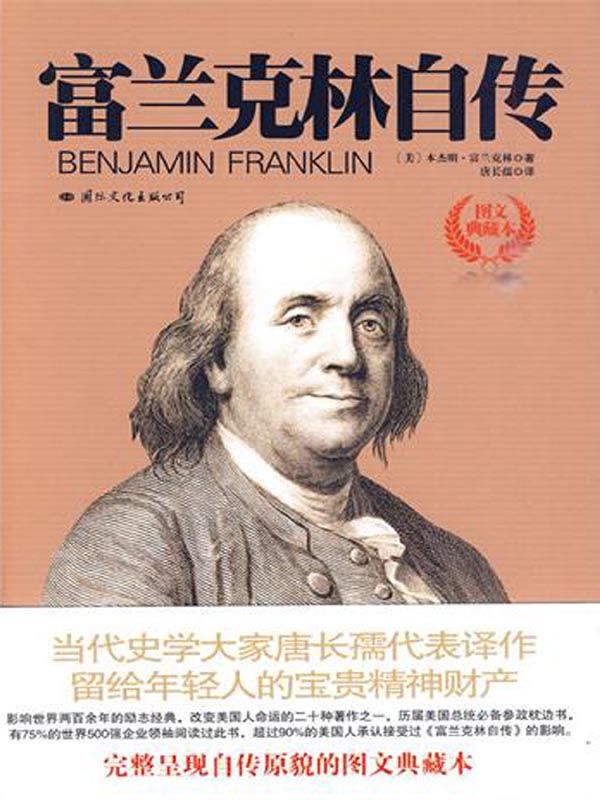 富兰克林自传
BENJAMIN FRANKLIN
〔美〕本杰明·富兰克林◎著
唐长孺◎译
国际文化出版公司
图文
典藏本
当代史学大家唐长孺代表译作
留给年轻人的宝贵精神财产
影响世界两百余年的励志经典，改变美国人命运的二十种著作之一，历届美国总统必备参政枕边书，
有75%的世界500强企业领袖阅读过此书，超过90%的美国人承认接受过《富兰克林自传》的影响。
完整呈现自传原貌的图文典藏本